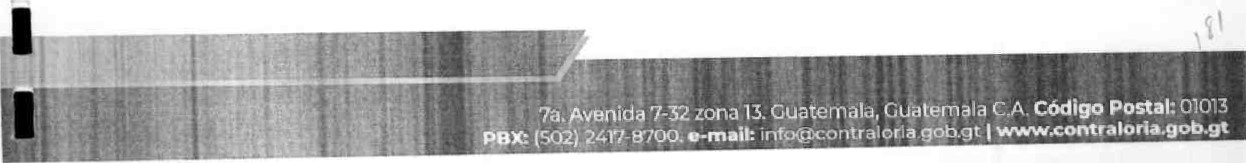 181
7a. Avenida 7-32 zona 13. Guatemala, Guatemala C.A. Código Postal: 01013
PBX: (502) 2417-8700. e-mail: info@contraloria.gob.gt | www.contraloria.gob.gt